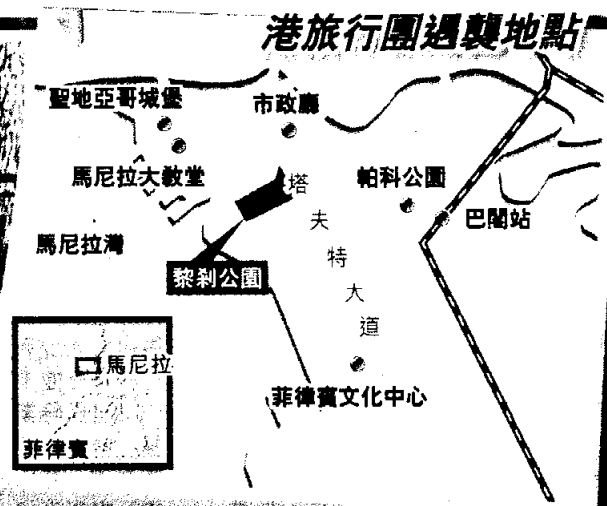 港旅行團遇襲地點
聖地亞哥城堡
市政廳
馬尼拉大教堂
塔夫特大道
帕科公園
巴閣站
馬尼拉灣
黎剎公園
馬尼拉
菲律賓
菲律賓文化中心